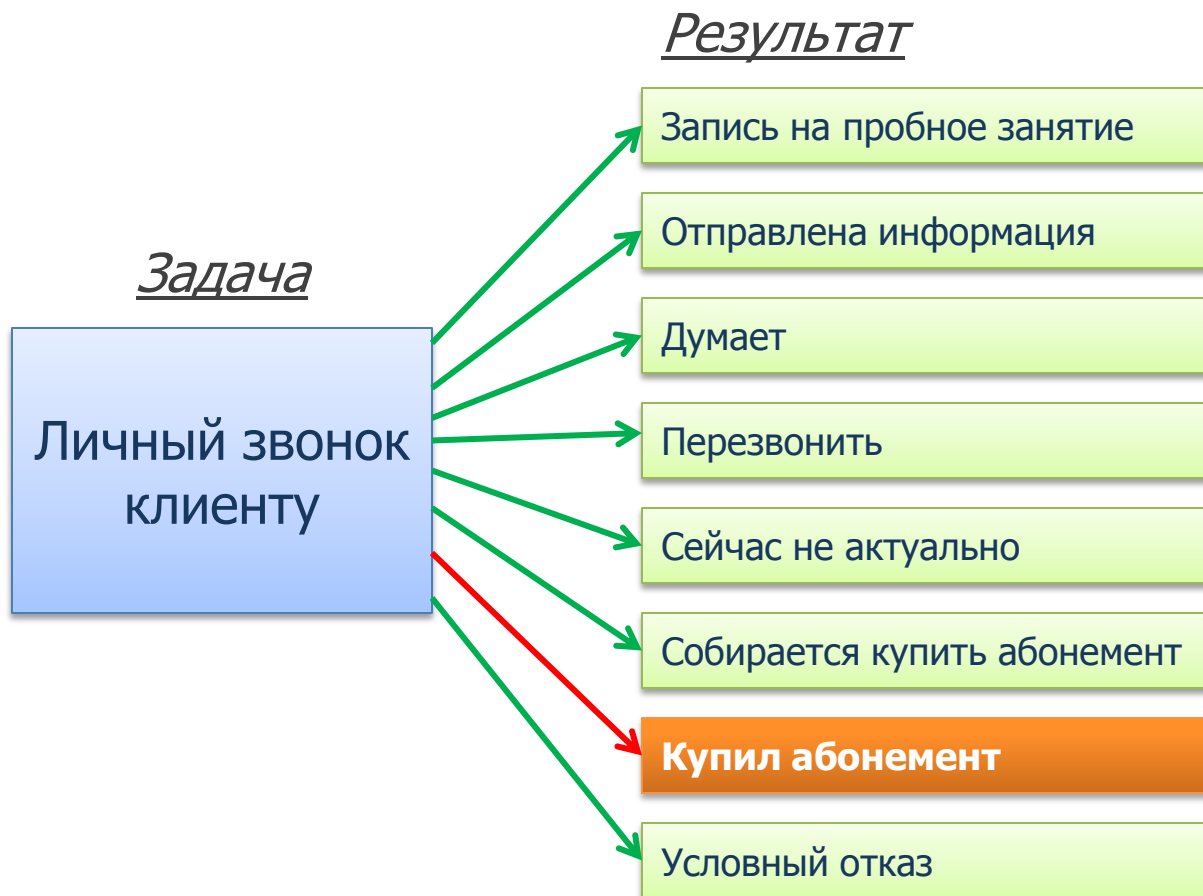 Результат
Запись на пробное занятие
Отправлена информация
Задача
Думает
Личный звонок
клиенту
Перезвонить
Сейчас не актуально
Собирается купить абонемент
Купил абонемент
Условный отказ